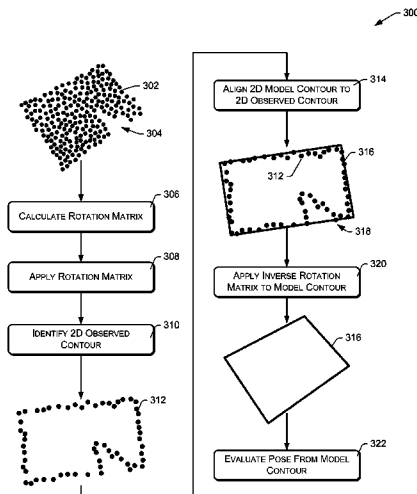 300
302
304
306
CALCULATE ROTATION MATRIX
308
APPLY ROTATION MATRIX
310
IDENTIFY 2D OBSERVED
CONTOUR
312
314
ALIGN 2D MODEL CONTOUR TO
2D OBSERVED CONTOUR
316
312
318
320
APPLY INVERSE ROTATION
MATRIX TO MODEL CONTOUR
316
322
EVALUATE POSE FROM MODEL
CONTOUR